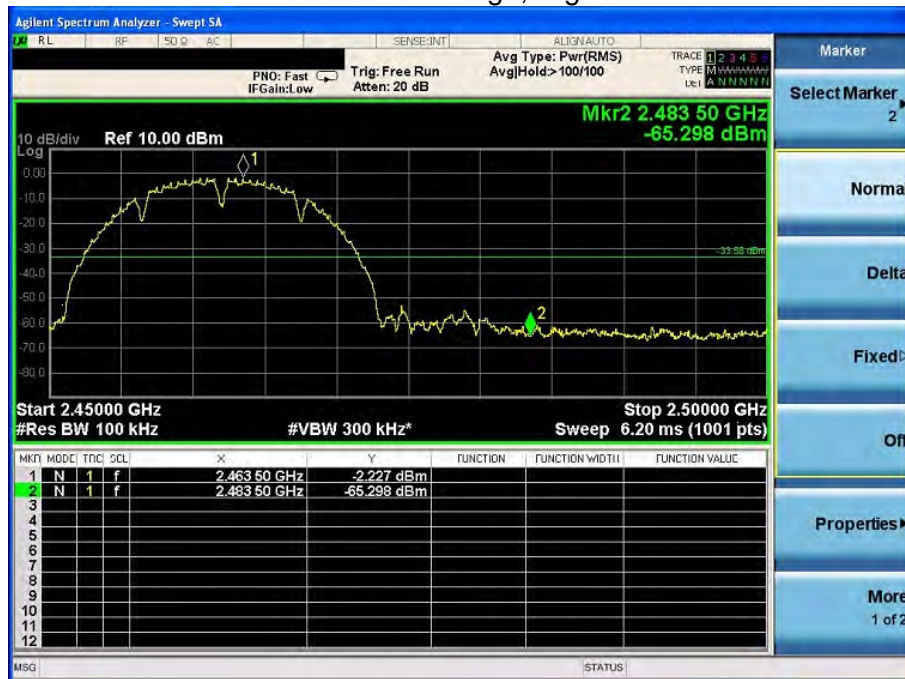 Agilent Spectrum Analyzer - Swept SA
RL RF 50 Ω AC SENSE:INT ALIGN AUTO
PNO: Fast
IFGain:Low
Trig: Free Run
Atten: 20 dB
Avg Type: Pwr(RMS)
Avg|Hold:>100/100
TRACE 1 2 3 4 5
TYPE M
DET A N N N N N
Mkr2 2.483 50 GHz
-65.298 dBm
10 dB/div Ref 10.00 dBm
Log
0.00
-10.0
-20.0
-30.0
-40.0
-50.0
-60.0
-70.0
-80.0
1
2
-33.58 dBm
Start 2.45000 GHz
Stop 2.50000 GHz
#Res BW 100 kHz #VBW 300 kHz* Sweep 6.20 ms (1001 pts)
MKR MODE TRC SCL X Y FUNCTION FUNCTION WIDTH FUNCTION VALUE
1 N 1 f 2.463 50 GHz -2.227 dBm
2 N 1 f 2.483 50 GHz -65.298 dBm
3
4
5
6
7
8
9
10
11
12
MSG STATUS
Marker
Select Marker
2
Norma
Delta
Fixed
Off
Properties
More
1 of 2